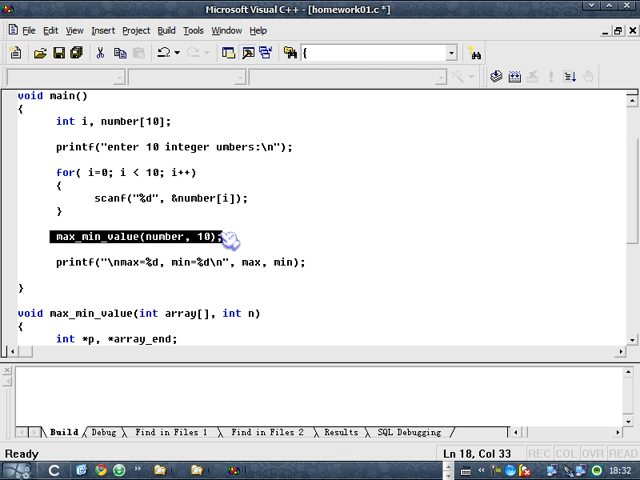 Microsoft Visual C++ - [homework01.c *]
File Edit View Insert Project Build Tools Window Help
{
void main()
{
int i, number[10];
printf("enter 10 integer umbers:\n");
for( i=0; i < 10; i++)
{
scanf("%d", &number[i]);
}
max_min_value(number, 10);
printf("\nmax=%d, min=%d\n", max, min);
}
void max_min_value(int array[], int n)
{
int *p, *array_end;
Build Debug Find in Files 1 Find in Files 2 Results SQL Debugging
Ready Ln 18, Col 33 REC COL OVR READ
C 18:32